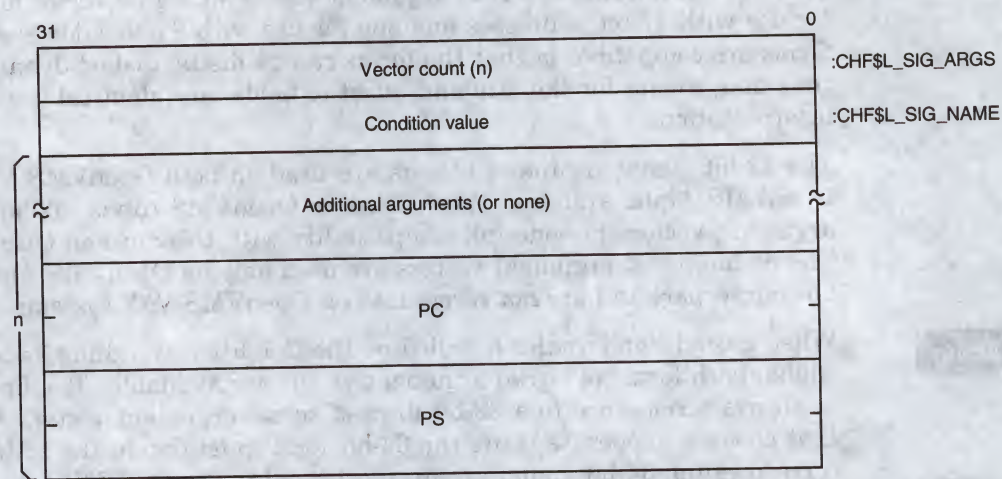 31 0
Vector count (n) :CHF$L_SIG_ARGS
Condition value :CHF$L_SIG_NAME
Additional arguments (or none)
PC
n
PS